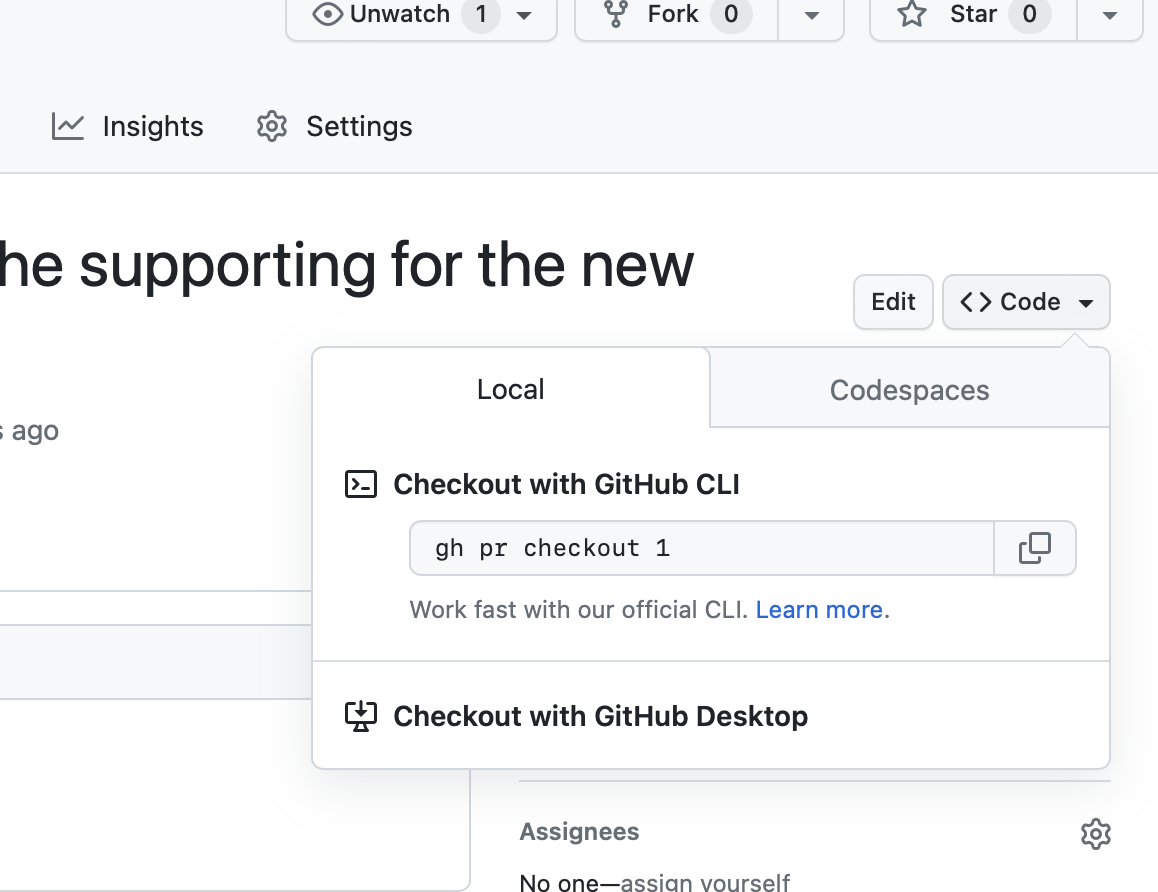 Unwatch 1 Fork 0 Star 0
Insights Settings
he supporting for the new
Edit <> Code
Local Codespaces
s ago
Checkout with GitHub CLI
gh pr checkout 1
Work fast with our official CLI. Learn more.
Checkout with GitHub Desktop
Assignees
No one—assign yourself